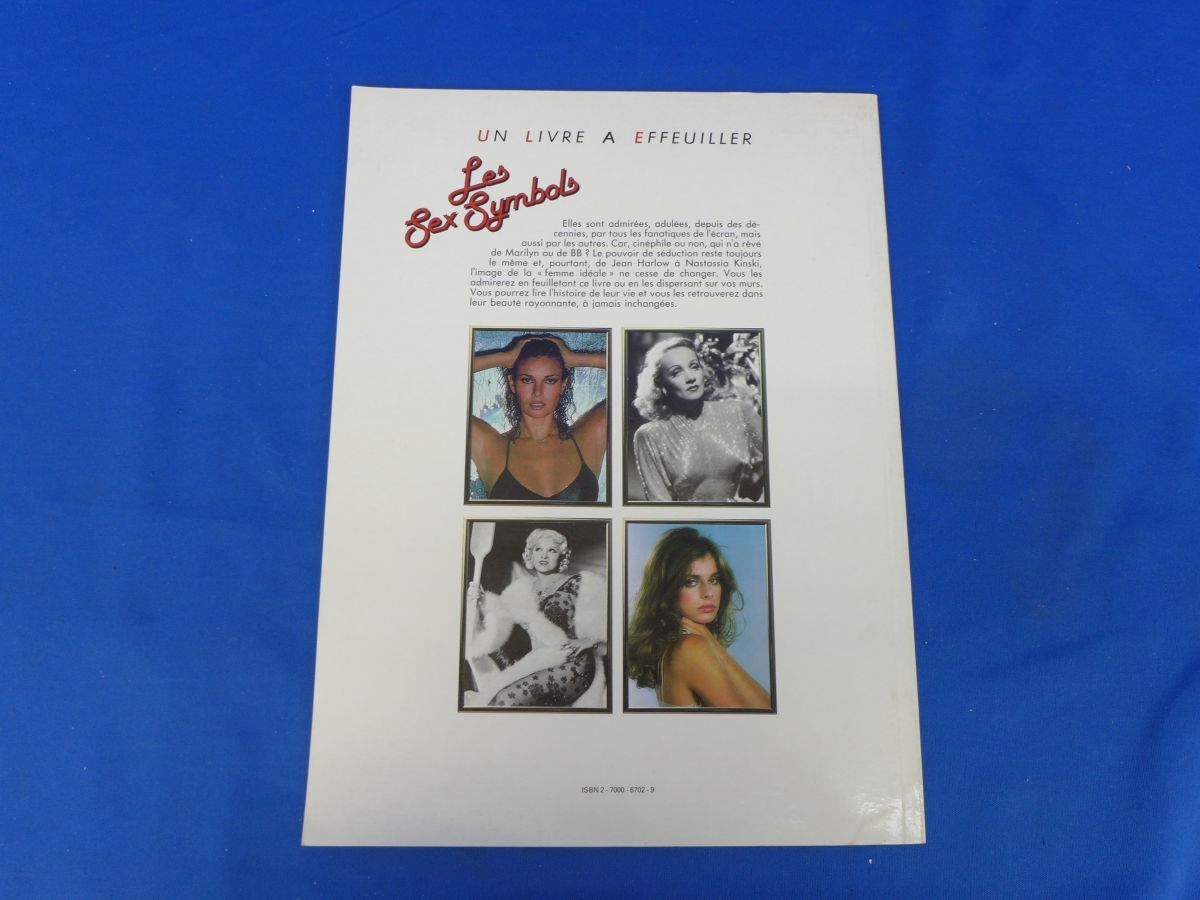 UN LIVRE A EFFEUILLER
Les
Sex Symbols
Elles sont admirées, adulées, depuis des dé-
cennies, par tous les fanatiques de l'écran, mais
aussi par les autres. Car, cinéphile ou non, qui n'a rêvé
de Marilyn ou de BB ? Le pouvoir de séduction reste toujours
le même et, pourtant, de Jean Harlow à Nastassia Kinski,
l'image de la « femme idéale » ne cesse de changer. Vous les
admirerez en feuilletant ce livre ou en les dispersant sur vos murs.
Vous pourrez lire l'histoire de leur vie et vous les retrouverez dans
leur beauté rayonnante, à jamais inchangées.
ISBN 2 - 7000 - 6702 - 9